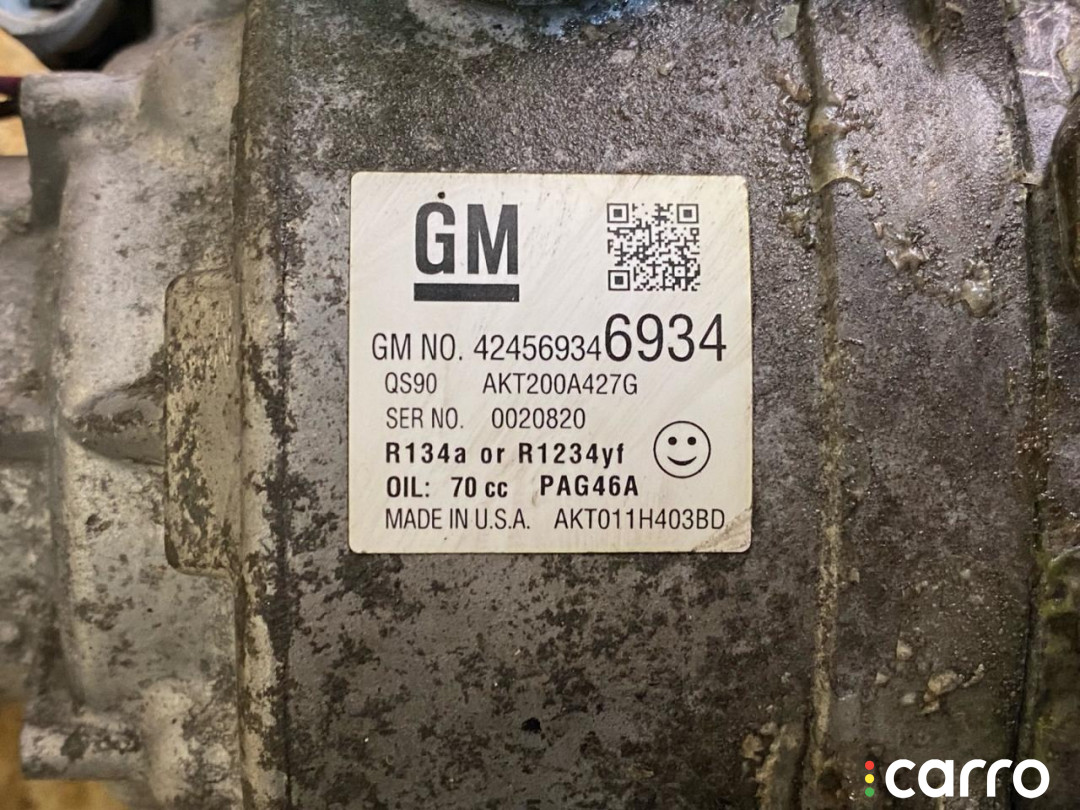 GM
GM NO. 42456934 6934
QS90 AKT200A427G
SER NO. 0020820
R134a or R1234yf
OIL: 70 cc PAG46A
MADE IN U.S.A. AKT011H403BD
carro